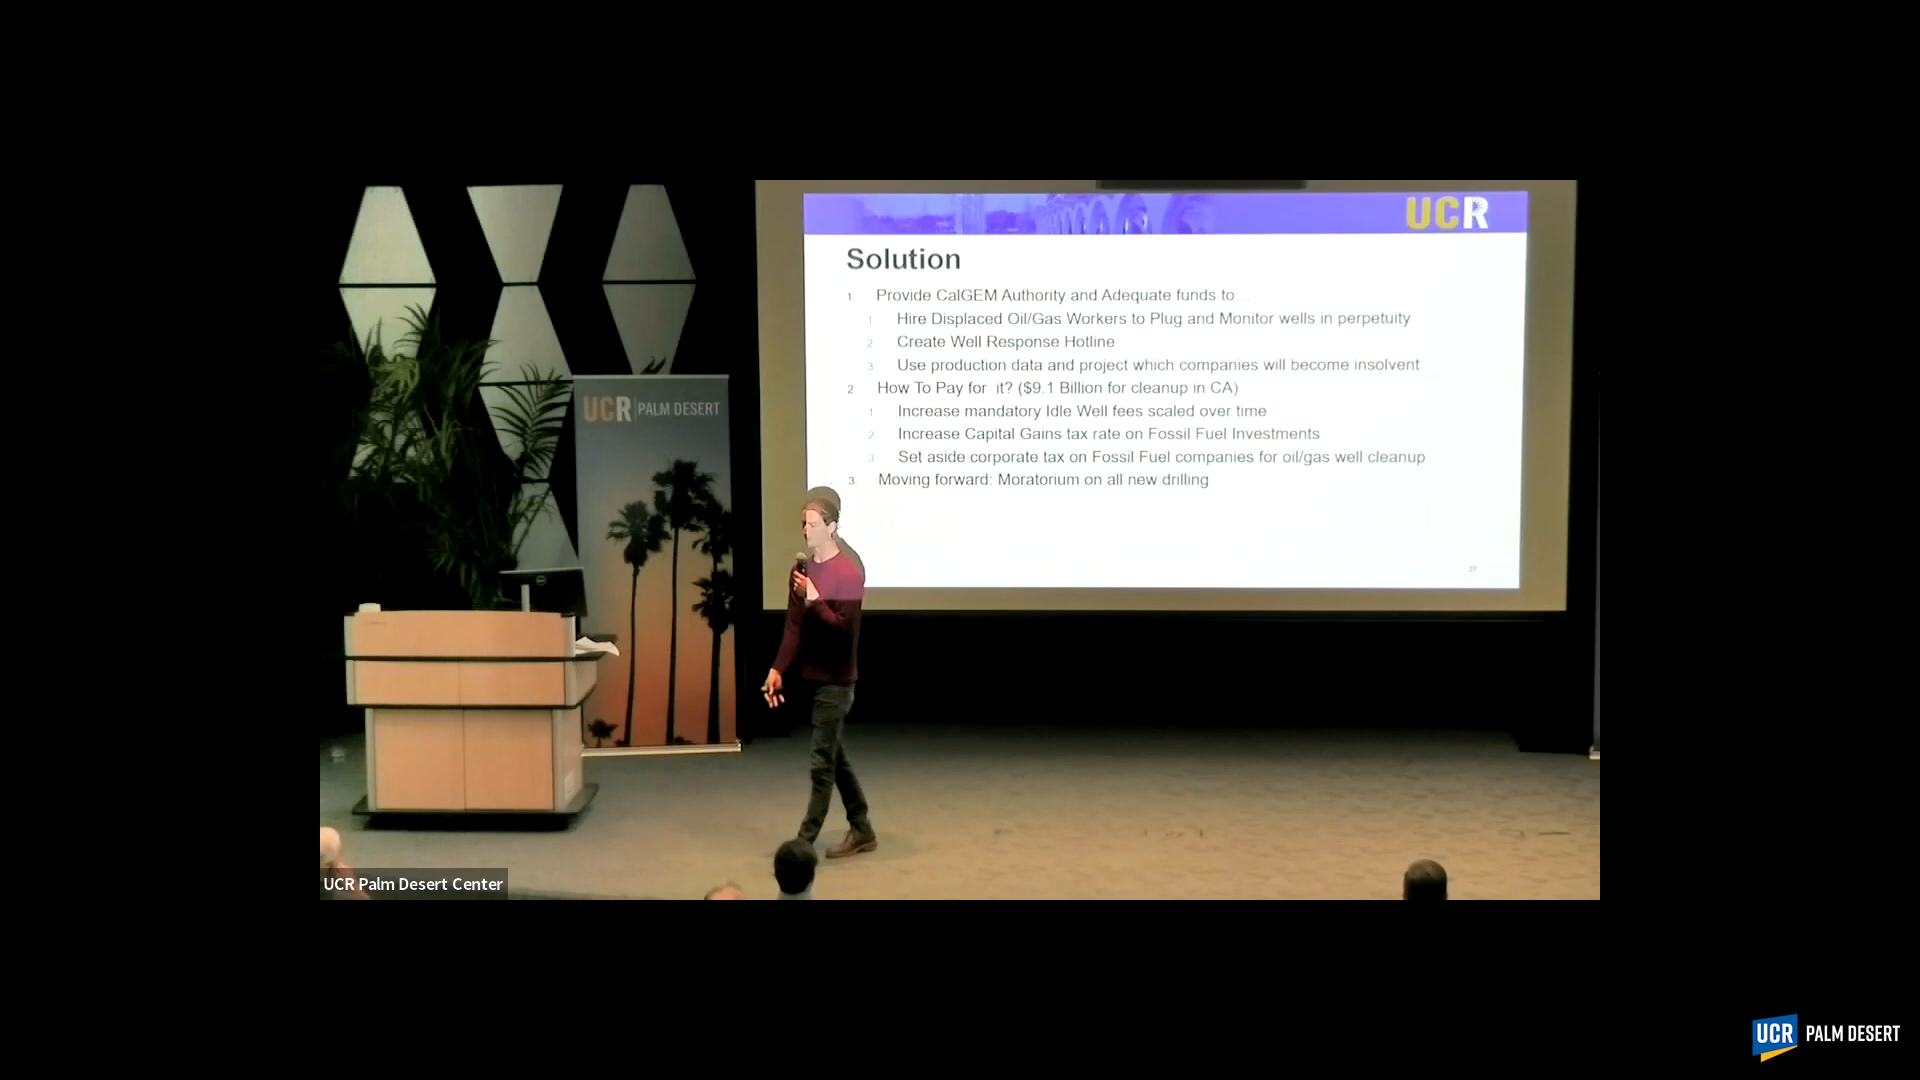 UCR
Solution
1. Provide CalGEM Authority and Adequate funds to...
1 Hire Displaced Oil/Gas Workers to Plug and Monitor wells in perpetuity
2 Create Well Response Hotline
3 Use production data and project which companies will become insolvent
2 How To Pay for it? ($9.1 Billion for cleanup in CA)
1 Increase mandatory Idle Well fees scaled over time
2 Increase Capital Gains tax rate on Fossil Fuel Investments
3 Set aside corporate tax on Fossil Fuel companies for oil/gas well cleanup
3. Moving forward: Moratorium on all new drilling
27
UCR PALM DESERT
UCR Palm Desert Center
UCR PALM DESERT